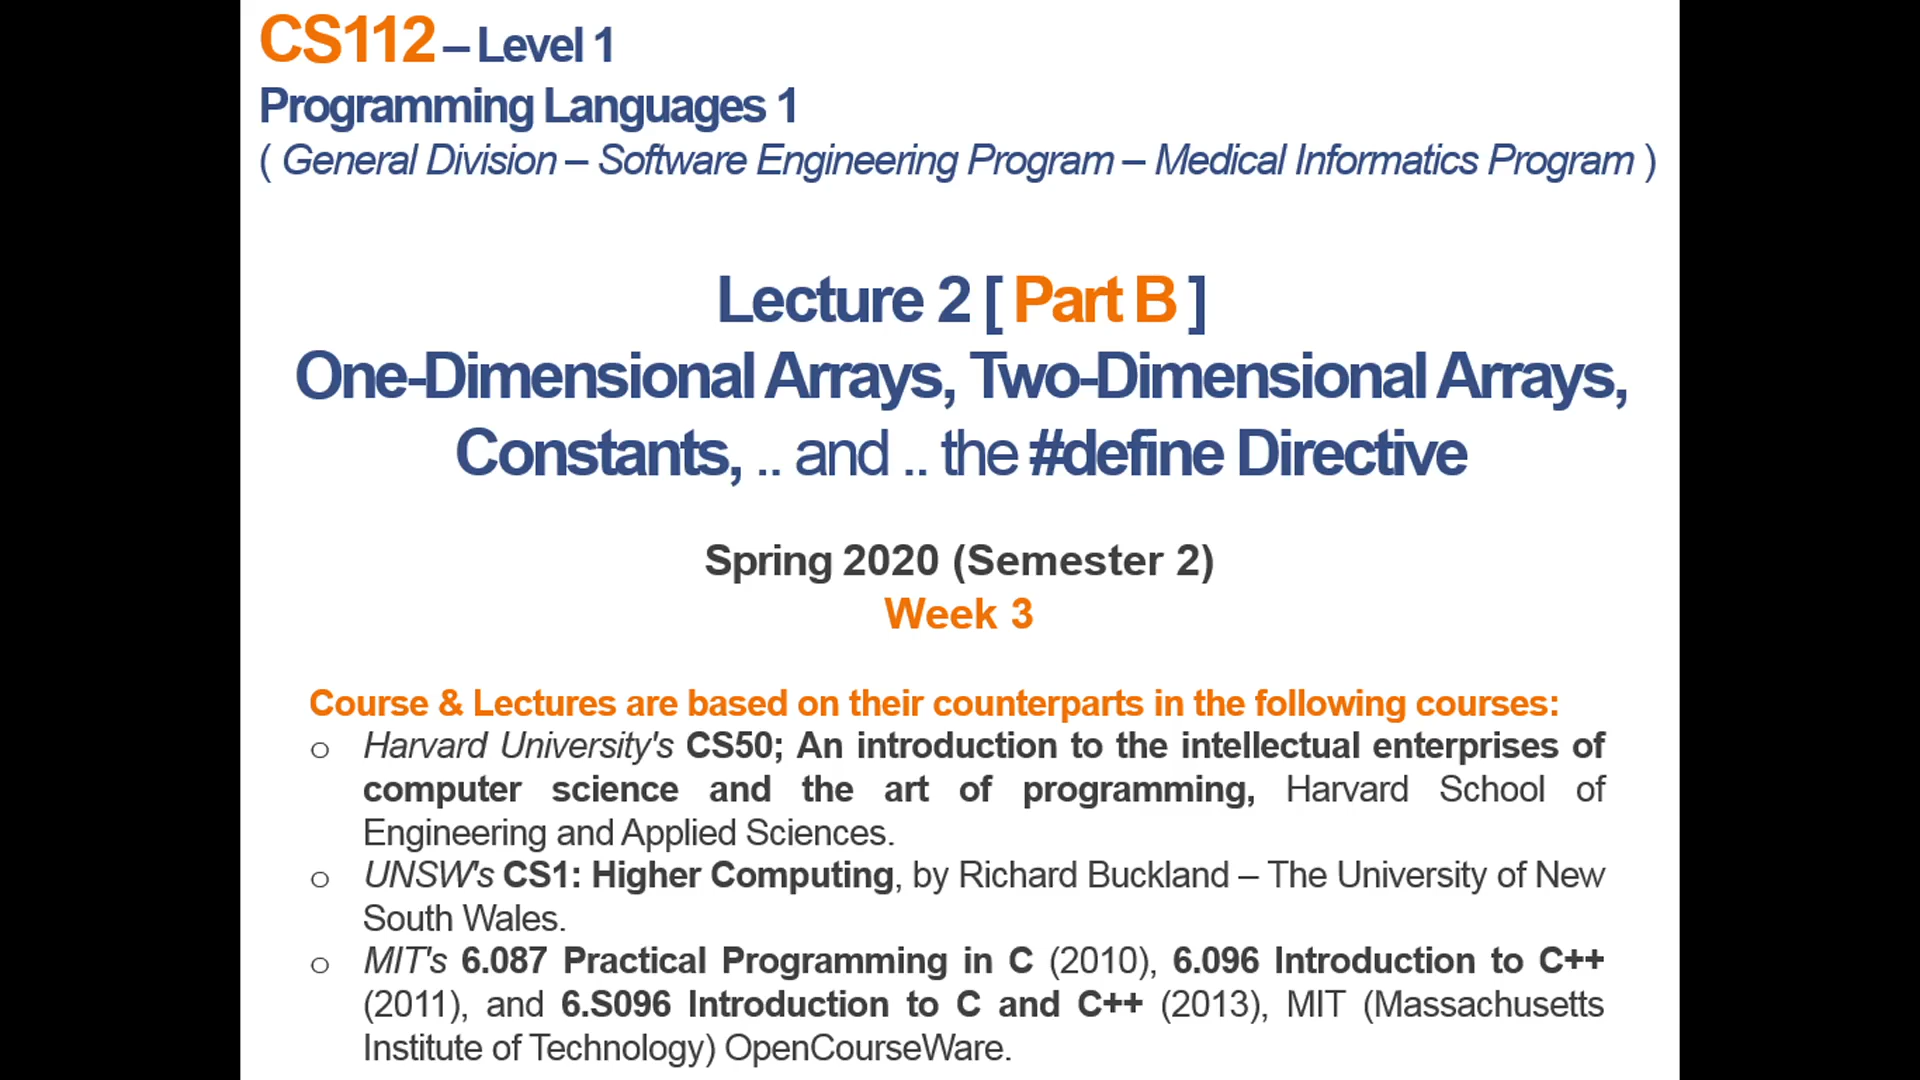 CS112 – Level 1
Programming Languages 1
( General Division – Software Engineering Program – Medical Informatics Program )
Lecture 2 [ Part B ]
One-Dimensional Arrays, Two-Dimensional Arrays,
Constants, .. and .. the #define Directive
Spring 2020 (Semester 2)
Week 3
Course & Lectures are based on their counterparts in the following courses:
o Harvard University's CS50; An introduction to the intellectual enterprises of
computer science and the art of programming, Harvard School of
Engineering and Applied Sciences.
o UNSW's CS1: Higher Computing, by Richard Buckland – The University of New
South Wales.
o MIT's 6.087 Practical Programming in C (2010), 6.096 Introduction to C++
(2011), and 6.S096 Introduction to C and C++ (2013), MIT (Massachusetts
Institute of Technology) OpenCourseWare.